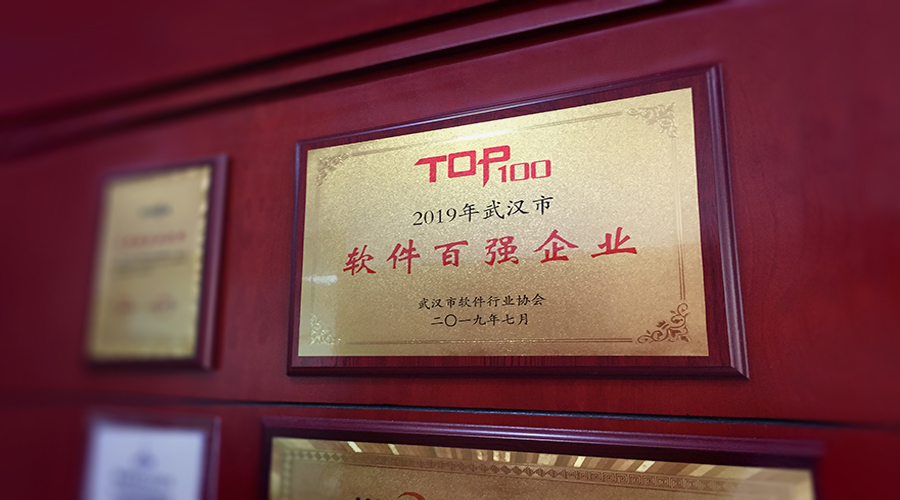 TOP100
2019年武汉市
软件百强企业
武汉市软件行业协会
二〇一九年七月